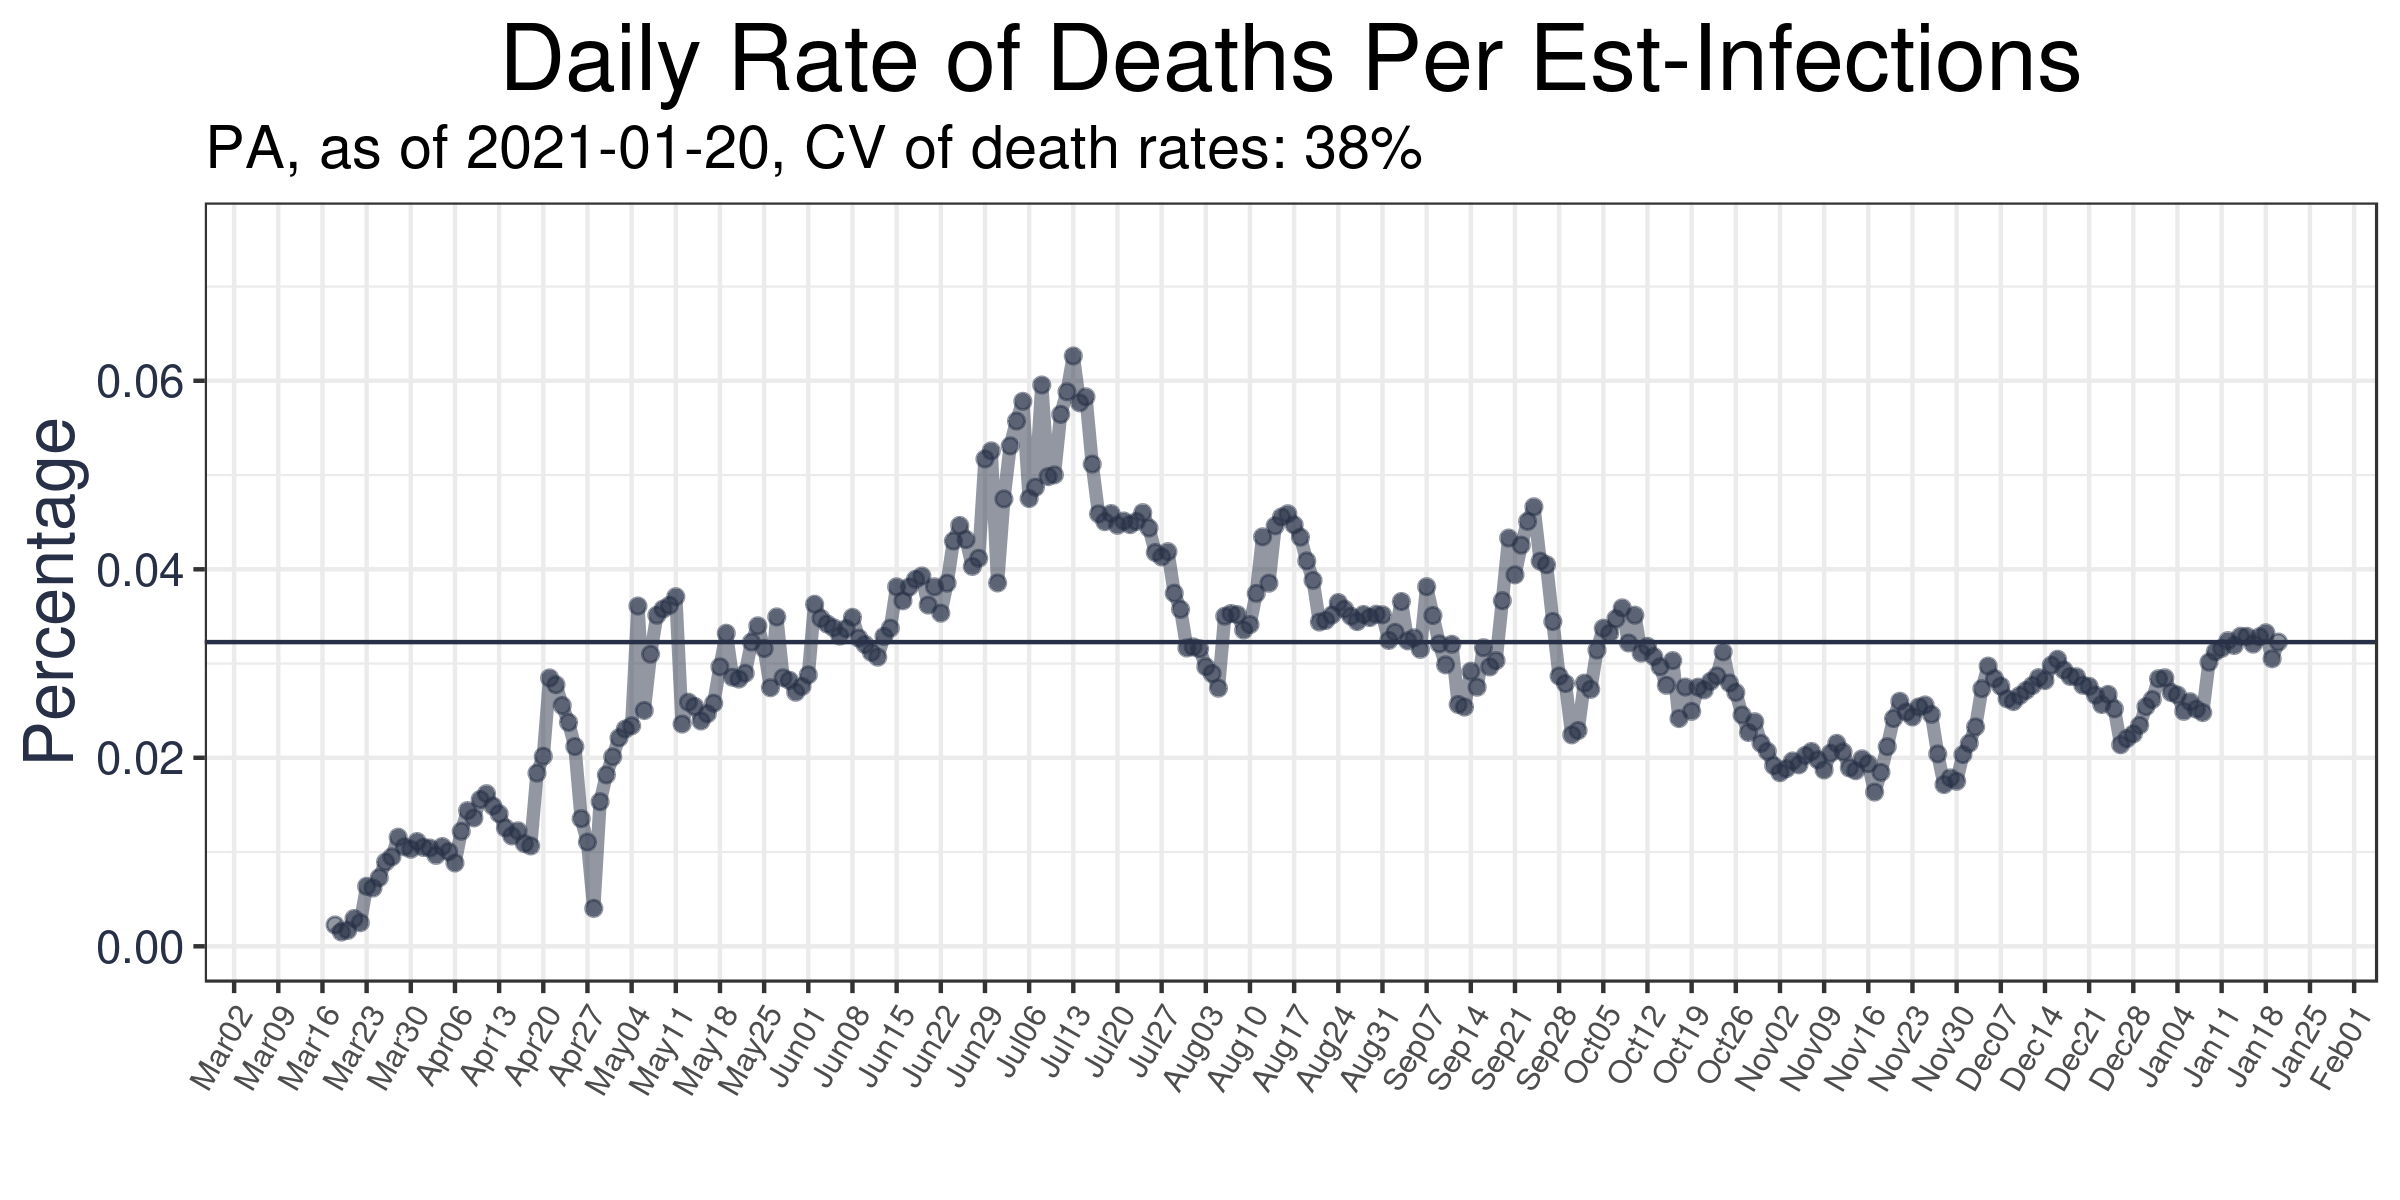 Daily Rate of Deaths Per Est-Infections
PA, as of 2021-01-20, CV of death rates: 38%
Percentage
0.06
0.04
0.02
0.00
Mar02
Mar09
Mar16
Mar23
Mar30
Apr06
Apr13
Apr20
Apr27
May04
May11
May18
May25
Jun01
Jun08
Jun15
Jun22
Jun29
Jul06
Jul13
Jul20
Jul27
Aug03
Aug10
Aug17
Aug24
Aug31
Sep07
Sep14
Sep21
Sep28
Oct05
Oct12
Oct19
Oct26
Nov02
Nov09
Nov16
Nov23
Nov30
Dec07
Dec14
Dec21
Dec28
Jan04
Jan11
Jan18
Jan25
Feb01